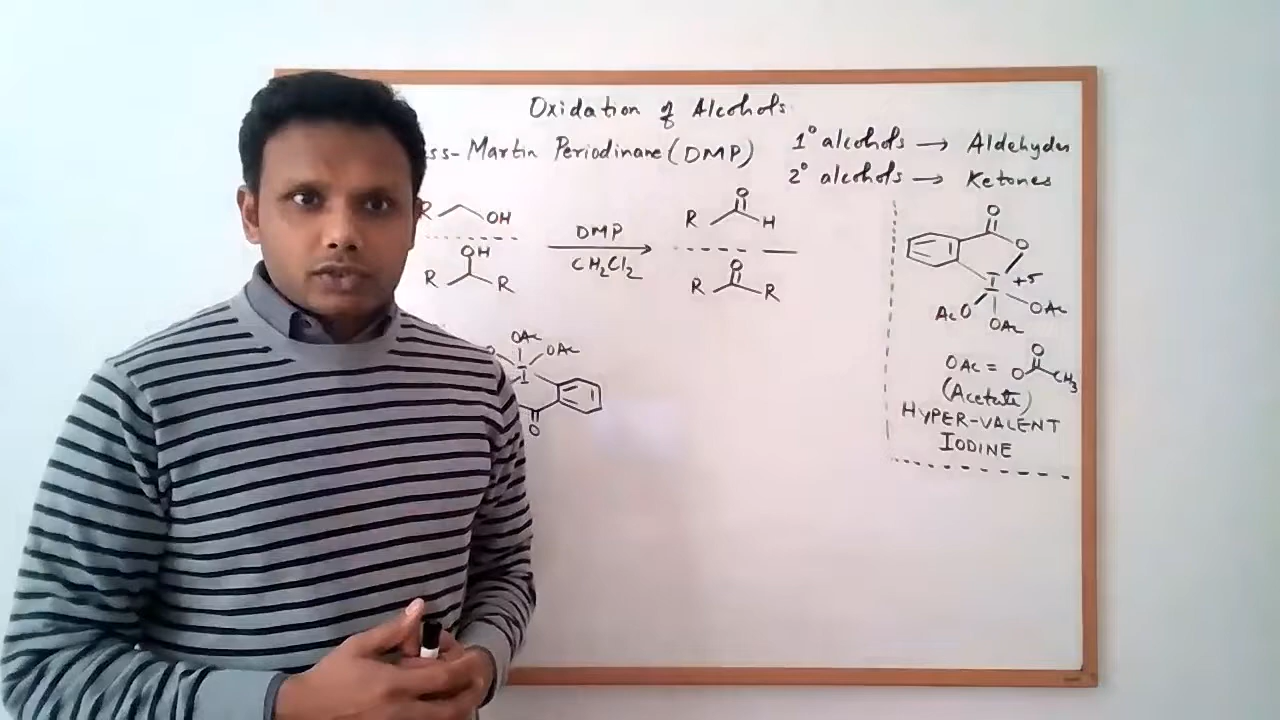 Oxidation of Alcohols
ss-Martin Periodinane (DMP)
1° alcohols → Aldehydes
2° alcohols → Ketones
R OH
DMP
CH2Cl2
R O H
OH
R R
O
R R
O
O
I +5
AcO OAc
OAc
OAc
OAc
I
O
OAc = O O CH3
(Acetate)
HYPER-VALENT
IODINE